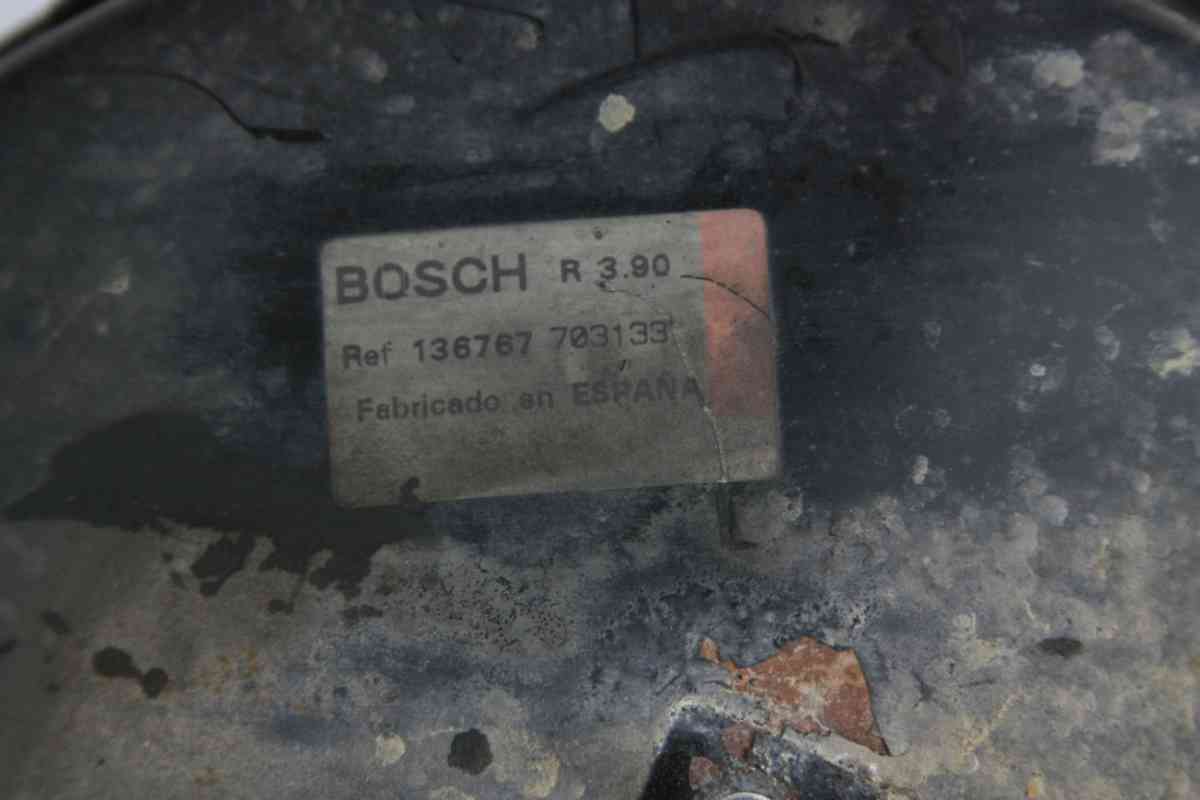 BOSCH R 3.90
Ref 136767 703133
Fabricado en ESPAÑA